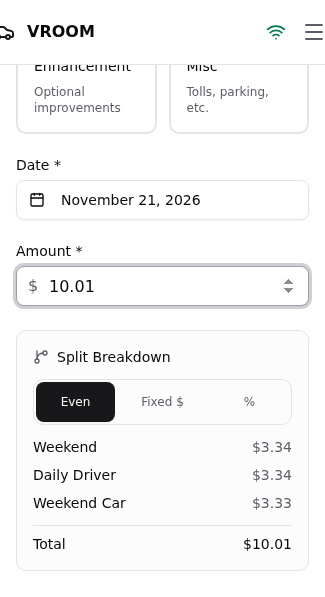 VROOM
Enhancement
Misc
Optional
improvements
Tolls, parking,
etc.
Date *
November 21, 2026
Amount *
$ 10.01
Split Breakdown
Even
Fixed $
%
Weekend $3.34
Daily Driver $3.34
Weekend Car $3.33
Total $10.01